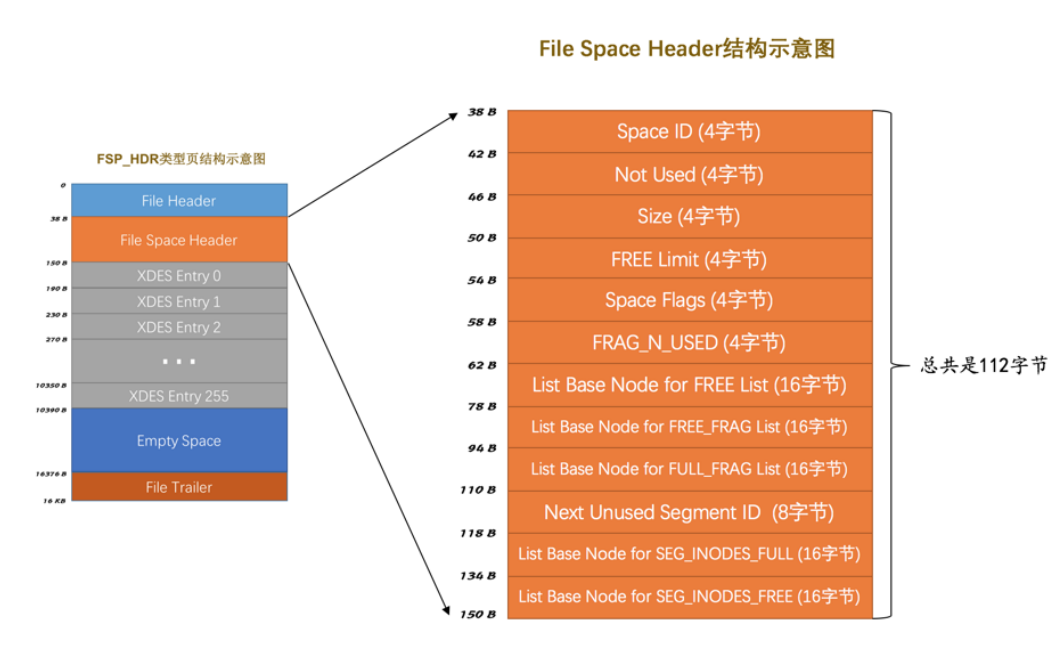 File Space Header结构示意图
FSP_HDR类型页结构示意图
0
File Header
38 B
File Space Header
150 B
XDES Entry 0
190 B
XDES Entry 1
230 B
XDES Entry 2
270 B
...
10350 B
XDES Entry 255
10390 B
Empty Space
16376 B
File Trailer
16 KB
38 B
Space ID (4字节)
42 B
Not Used (4字节)
46 B
Size (4字节)
50 B
FREE Limit (4字节)
54 B
Space Flags (4字节)
58 B
FRAG_N_USED (4字节)
62 B
List Base Node for FREE List (16字节)
78 B
List Base Node for FREE_FRAG List (16字节)
94 B
List Base Node for FULL_FRAG List (16字节)
110 B
Next Unused Segment ID (8字节)
118 B
List Base Node for SEG_INODES_FULL (16字节)
134 B
List Base Node for SEG_INODES_FREE (16字节)
150 B
总共是112字节